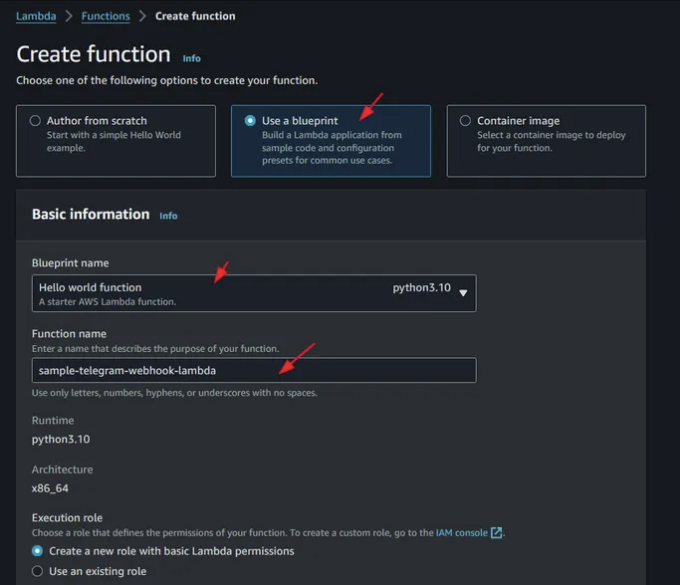 Lambda > Functions > Create function
Create function Info
Choose one of the following options to create your function.
Author from scratch
Start with a simple Hello World
example.
Use a blueprint
Build a Lambda application from
sample code and configuration
presets for common use cases.
Container image
Select a container image to deploy
for your function.
Basic information Info
Blueprint name
Hello world function python3.10
A starter AWS Lambda function.
Function name
Enter a name that describes the purpose of your function.
sample-telegram-webhook-lambda
Use only letters, numbers, hyphens, or underscores with no spaces.
Runtime
python3.10
Architecture
x86_64
Execution role
Choose a role that defines the permissions of your function. To create a custom role, go to the IAM console.
Create a new role with basic Lambda permissions
Use an existing role